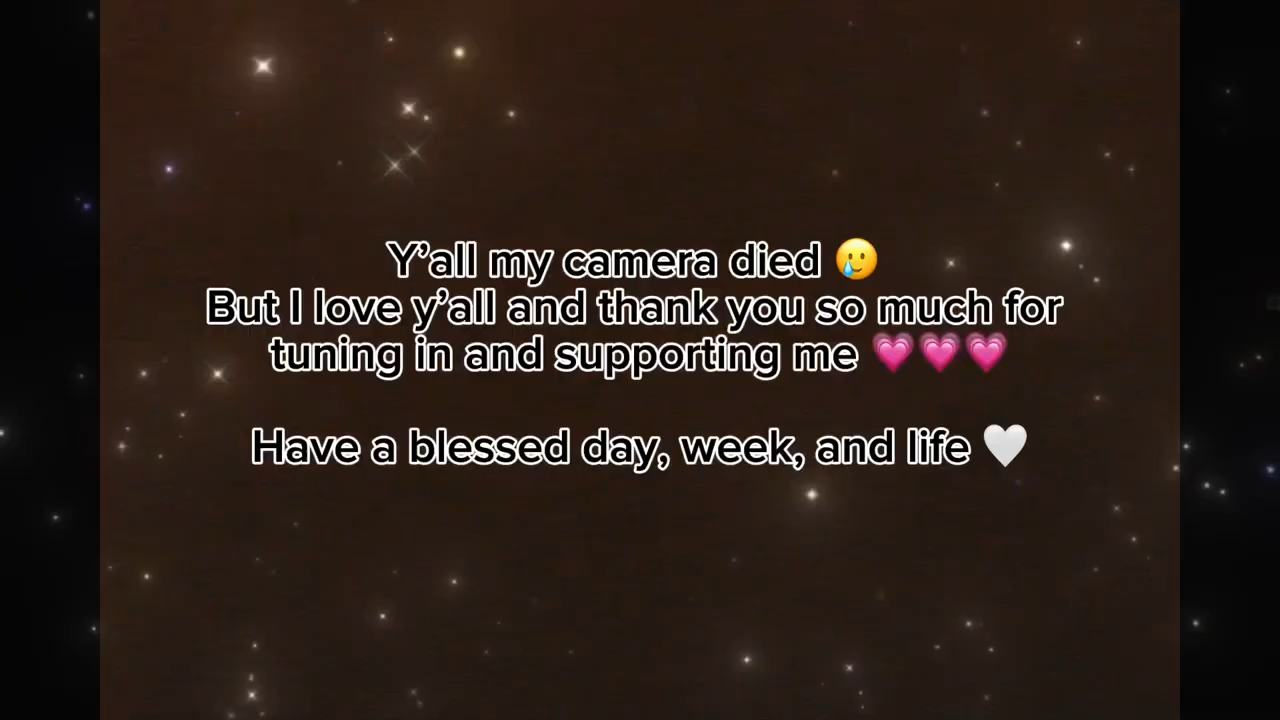 Y’all my camera died 🥲
But I love y’all and thank you so much for
tuning in and supporting me 💗💗💗
Have a blessed day, week, and life 🤍